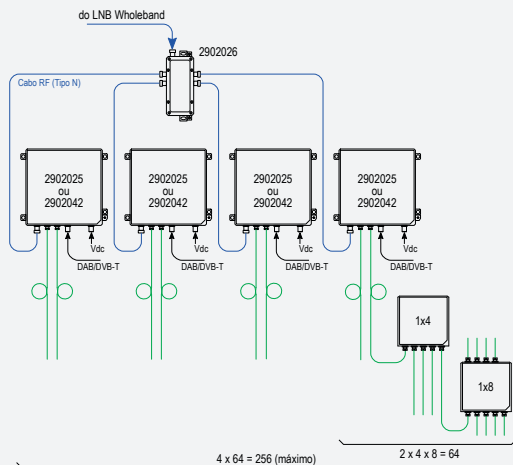 do LNB Wholeband
2902026
Cabo RF (Tipo N)
2902025
ou
2902042
2902025
ou
2902042
2902025
ou
2902042
2902025
ou
2902042
Vdc
Vdc
Vdc
Vdc
DAB/DVB-T
DAB/DVB-T
DAB/DVB-T
DAB/DVB-T
1x4
1x8
2 x 4 x 8 = 64
4 x 64 = 256 (máximo)